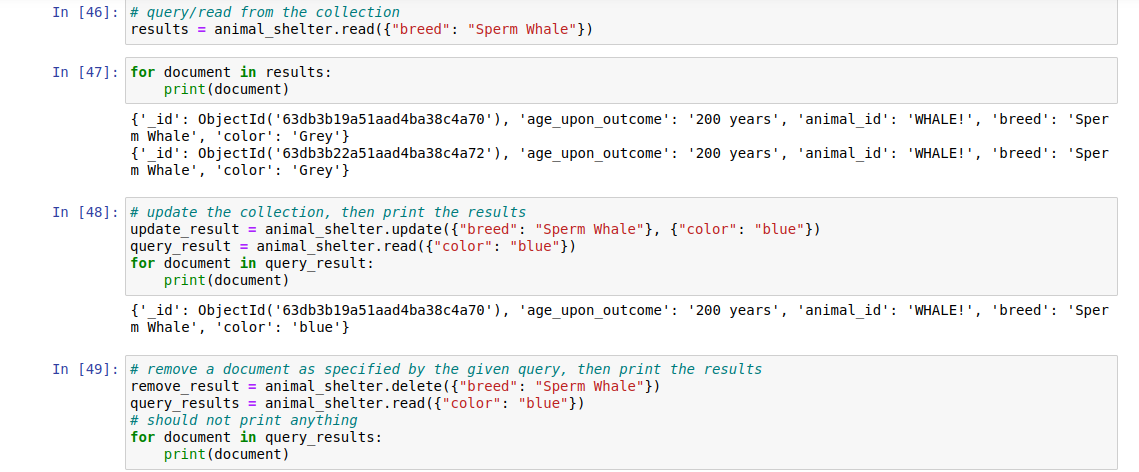 In [46]: # query/read from the collection
results = animal_shelter.read({"breed": "Sperm Whale"})
In [47]: for document in results:
    print(document)
{'_id': ObjectId('63db3b19a51aad4ba38c4a70'), 'age_upon_outcome': '200 years', 'animal_id': 'WHALE!', 'breed': 'Sper
m Whale', 'color': 'Grey'}
{'_id': ObjectId('63db3b22a51aad4ba38c4a72'), 'age_upon_outcome': '200 years', 'animal_id': 'WHALE!', 'breed': 'Sper
m Whale', 'color': 'Grey'}
In [48]: # update the collection, then print the results
update_result = animal_shelter.update({"breed": "Sperm Whale"}, {"color": "blue"})
query_result = animal_shelter.read({"color": "blue"})
for document in query_result:
    print(document)
{'_id': ObjectId('63db3b19a51aad4ba38c4a70'), 'age_upon_outcome': '200 years', 'animal_id': 'WHALE!', 'breed': 'Sper
m Whale', 'color': 'blue'}
In [49]: # remove a document as specified by the given query, then print the results
remove_result = animal_shelter.delete({"breed": "Sperm Whale"})
query_results = animal_shelter.read({"color": "blue"})
# should not print anything
for document in query_results:
    print(document)